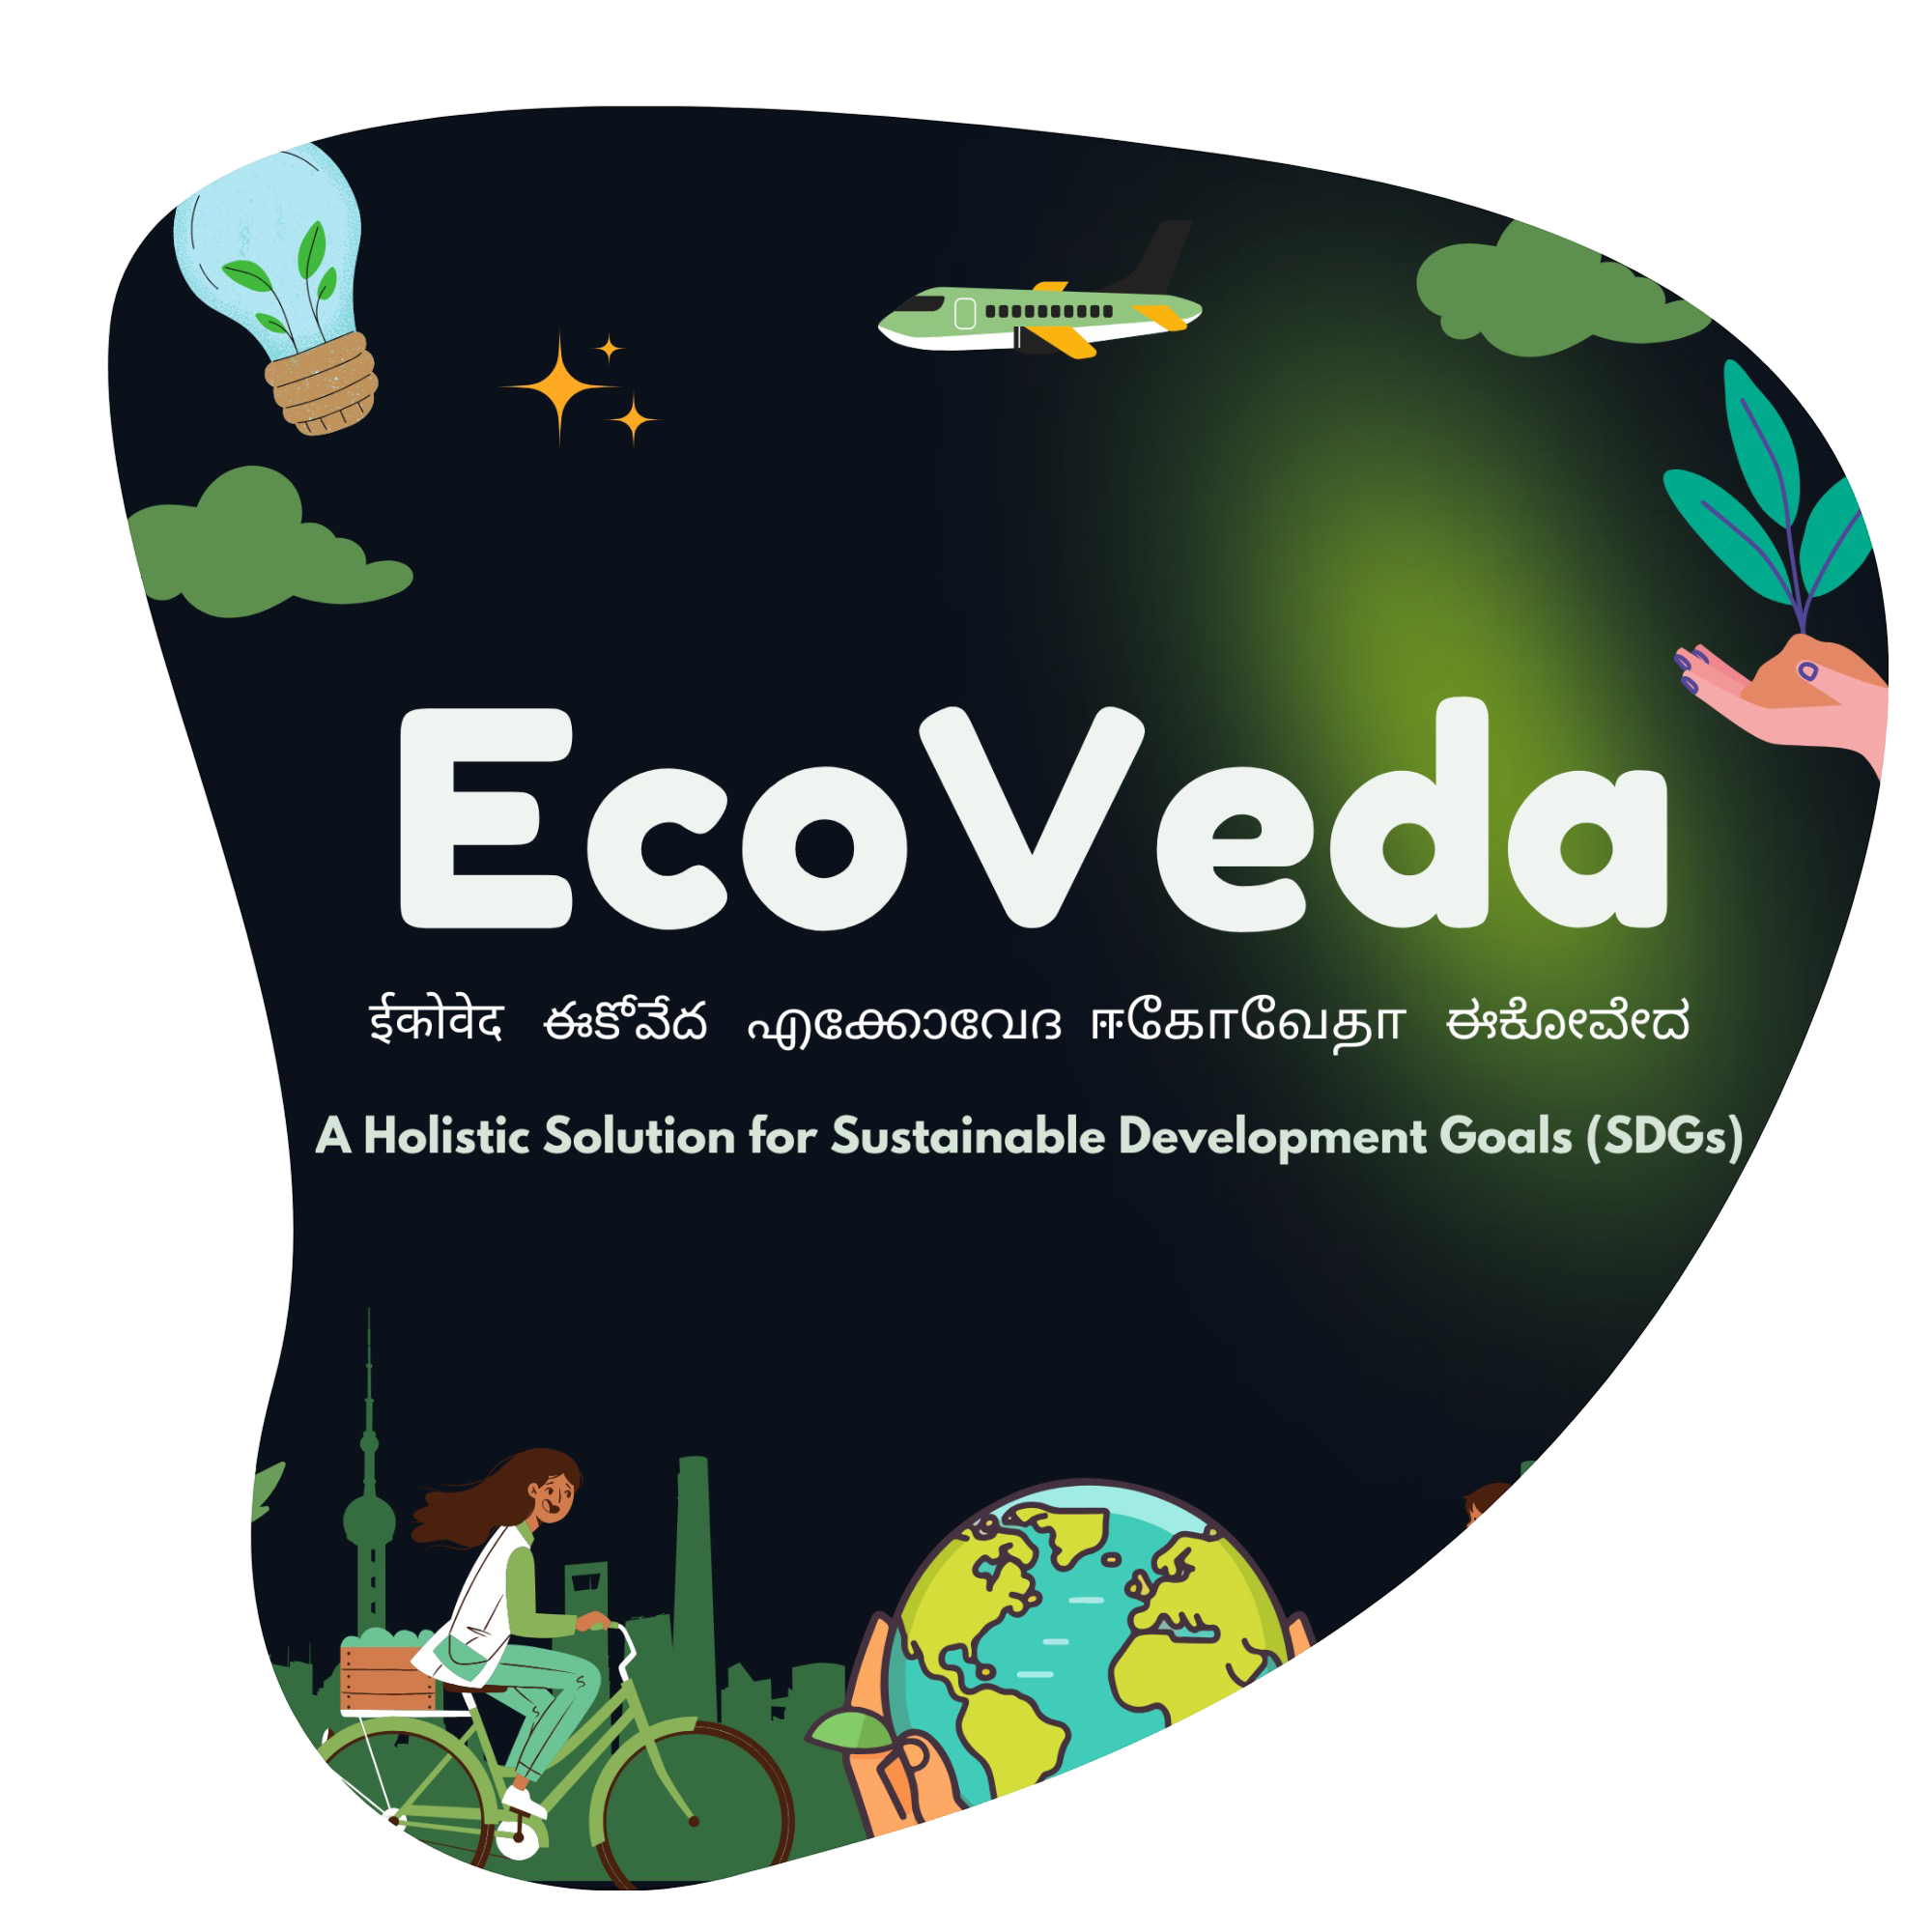 EcoVeda
ईकोवेद ఈకోవేద എക്കോവേദ ஈகோவேதா ಈಕೋವೇದ
A Holistic Solution for Sustainable Development Goals (SDGs)